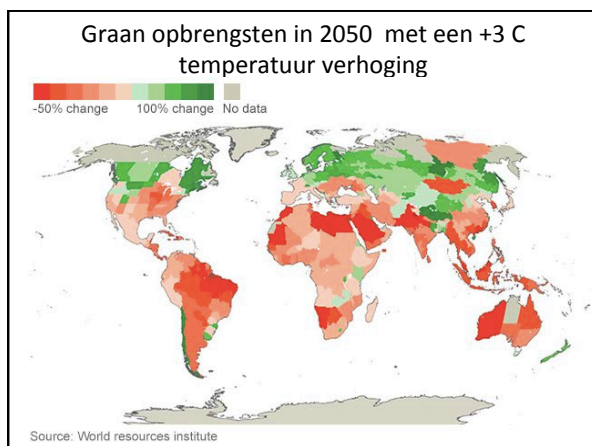 Graan opbrengsten in 2050 met een +3 C
temperatuur verhoging
-50% change 100% change No data
Source: World resources institute